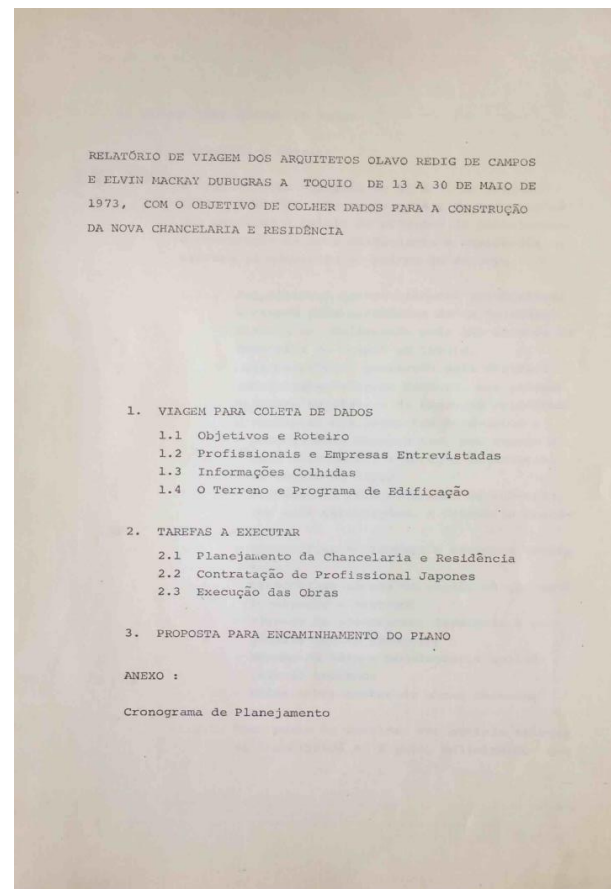 RELATÓRIO DE VIAGEM DOS ARQUITETOS OLAVO REDIG DE CAMPOS
E ELVIN MACKAY DUBUGRAS A TOQUIO DE 13 A 30 DE MAIO DE
1973, COM O OBJETIVO DE COLHER DADOS PARA A CONSTRUÇÃO
DA NOVA CHANCELARIA E RESIDÊNCIA
1. VIAGEM PARA COLETA DE DADOS
1.1 Objetivos e Roteiro
1.2 Profissionais e Empresas Entrevistadas
1.3 Informações Colhidas
1.4 O Terreno e Programa de Edificação
2. TAREFAS A EXECUTAR
2.1 Planejamento da Chancelaria e Residência
2.2 Contratação de Profissional Japones
2.3 Execução das Obras
3. PROPOSTA PARA ENCAMINHAMENTO DO PLANO
ANEXO :
Cronograma de Planejamento